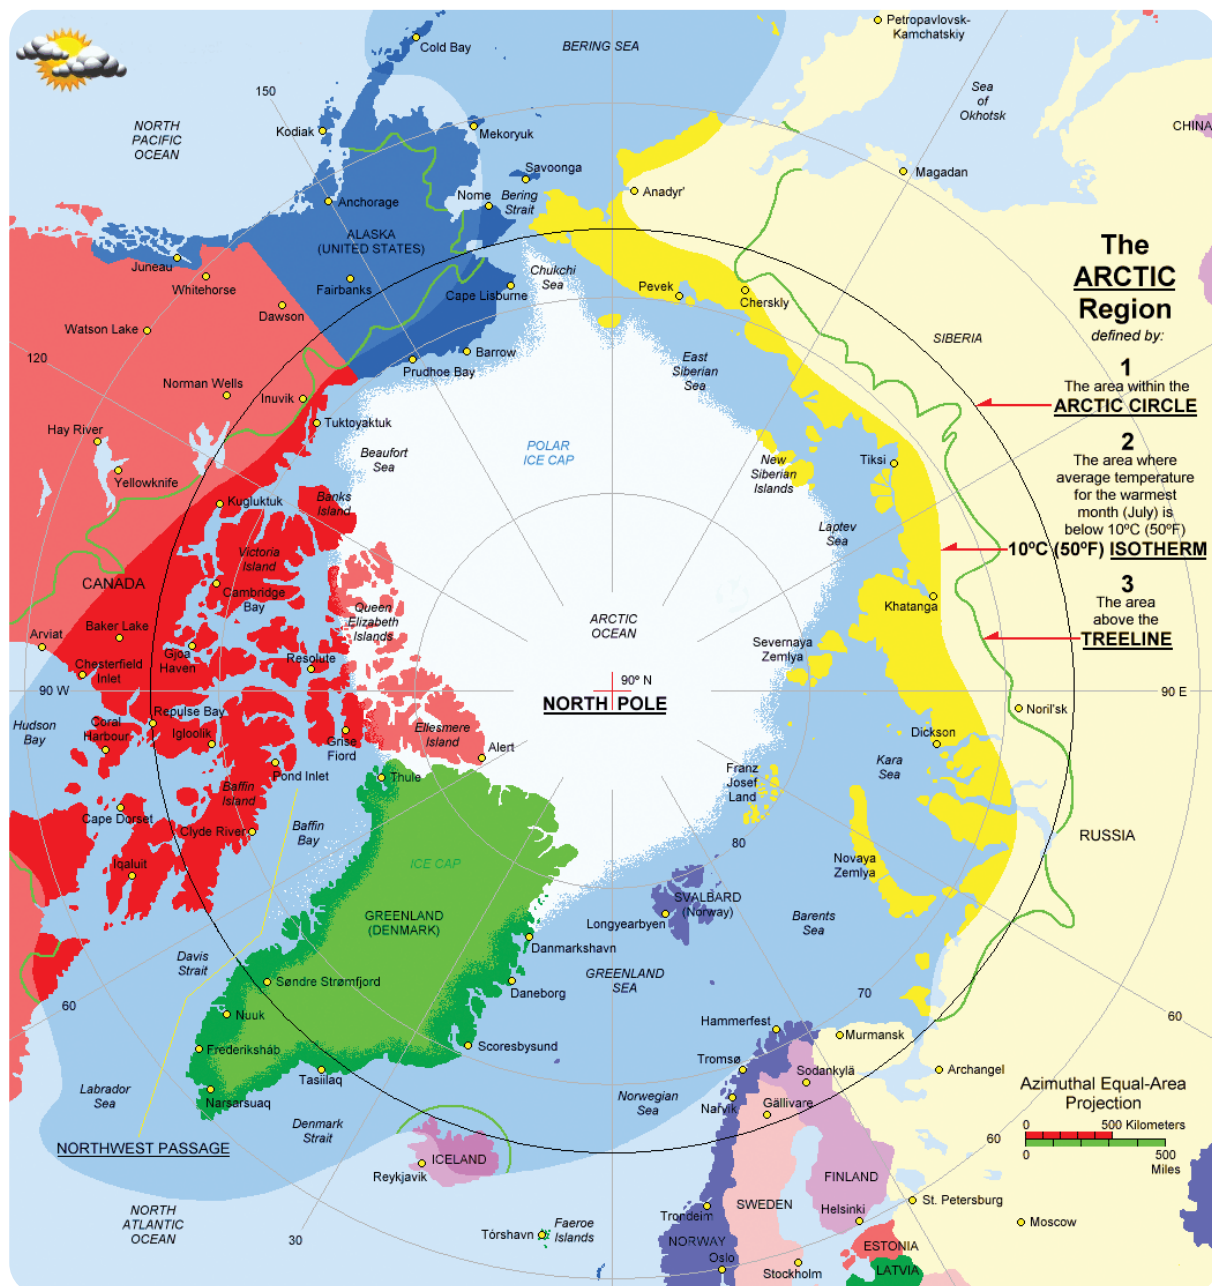 Petropavlovsk-
Kamchatskiy
Cold Bay
BERING SEA
Sea
of
Okhotsk
150
NORTH
PACIFIC
OCEAN
Kodiak
Mekoryuk
CHINA
Savoonga
Magadan
Nome
Bering
Strait
Anadyr'
Anchorage
ALASKA
(UNITED STATES)
The
ARCTIC
Region
defined by:
Juneau
Whitehorse
Fairbanks
Chukchi
Sea
Cape Lisburne
Pevek
Cherskly
Dawson
Watson Lake
SIBERIA
120
Barrow
Prudhoe Bay
East
Siberian
Sea
1
The area within the
ARCTIC CIRCLE
Norman Wells
Inuvik
Tuktoyaktuk
Hay River
Beaufort
Sea
POLAR
ICE CAP
2
The area where
average temperature
for the warmest
month (July) is
below 10ºC (50ºF)
10ºC (50ºF) ISOTHERM
Yellowknife
New
Siberian
Islands
Tiksi
Kugluktuk
Banks
Island
Laptev
Sea
Victoria
Island
CANADA
Cambridge
Bay
3
The area
above the
TREELINE
Khatanga
Queen
Elizabeth
Islands
ARCTIC
OCEAN
Baker Lake
Arviat
Gjoa
Haven
Resolute
Severnaya
Zemlya
Chesterfield
Inlet
90º N
NORTH POLE
90 W
90 E
Repulse Bay
Noril'sk
Hudson
Bay
Coral
Harbour
Igloolik
Grise
Fiord
Ellesmere
Island
Alert
Dickson
Pond Inlet
Thule
Kara
Sea
Franz
Josef
Land
Baffin
Island
Cape Dorset
Clyde River
Baffin
Bay
RUSSIA
80
Iqaluit
ICE CAP
Novaya
Zemlya
SVALBARD
(Norway)
GREENLAND
(DENMARK)
Longyearbyen
Barents
Sea
Danmarkshavn
Davis
Strait
GREENLAND
SEA
Søndre Strømfjord
Daneborg
60
70
Nuuk
Hammerfest
60
Murmansk
Frederikshåb
Scoresbysund
Tromsø
Tasiilaq
Sodankylä
Archangel
Labrador
Sea
Narsarsuaq
Norwegian
Sea
Narvik
Gällivare
Azimuthal Equal-Area
Projection
Denmark
Strait
0
500 Kilometers
NORTHWEST PASSAGE
60
0
500
Miles
ICELAND
Reykjavik
FINLAND
SWEDEN
St. Petersburg
NORTH
ATLANTIC
OCEAN
Trondeim
Helsinki
Moscow
Tórshavn
Faeroe
Islands
30
NORWAY
Oslo
ESTONIA
Stockholm
LATVIA